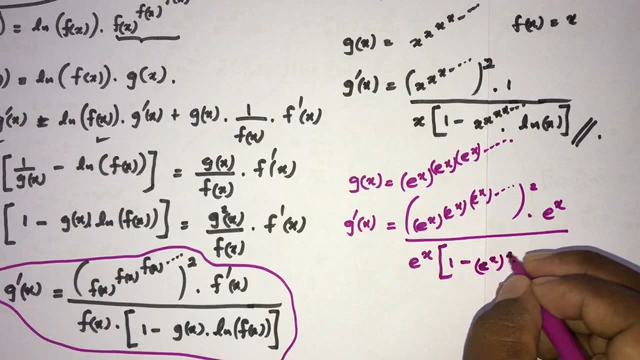 ) = ln(f(x)) · f(x)^f(x)^f(x)^f(x)
) = ln(f(x)) · g(x).
g'(x) = ln(f(x)) · g'(x) + g(x) · 1/f(x) · f'(x)
[1/g(x) − ln(f(x))] = g(x)/f(x) · f'(x)
[1 − g(x) ln(f(x))] = g²(x)/f(x) · f'(x)
g'(x) = (f(x)^f(x)^f(x)^....)² · f'(x) / f(x) · [1 − g(x) · ln(f(x))]
g(x) = x^x^x^x^.... f(x) = x
g'(x) = (x^x^x^x^....)² · 1 / x[1 − x^x^x^x^.... ln(x)] //.
g(x) = (e^x)^(e^x)^(e^x)^....
g'(x) = ((e^x)^(e^x)^(e^x)^....)² · e^x / e^x[1 − (e^x)